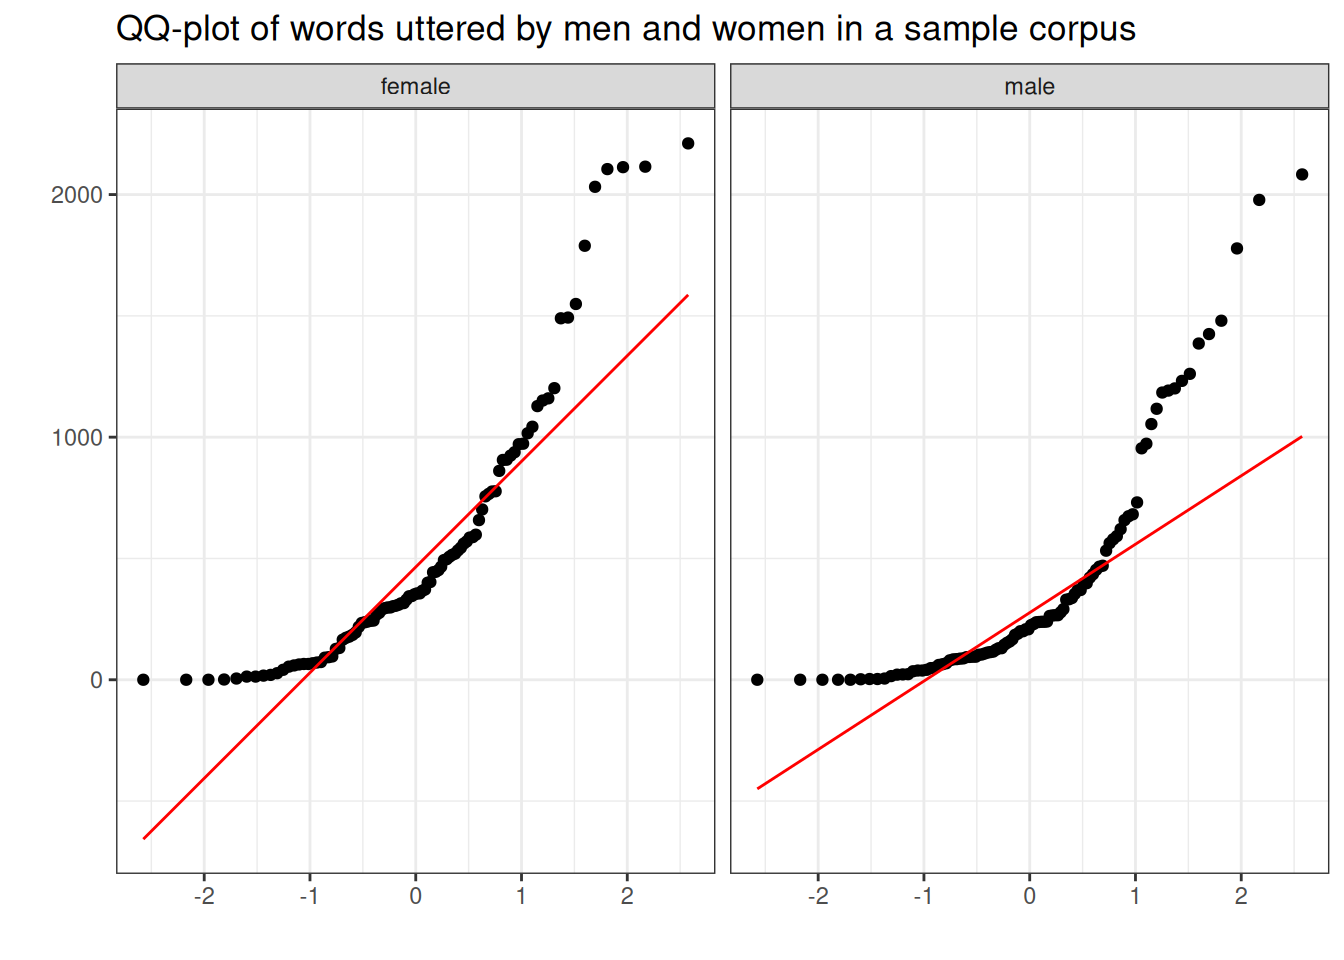 QQ-plot of words uttered by men and women in a sample corpus
female
male
2000
1000
0
-2 -1 0 1 2
-2 -1 0 1 2